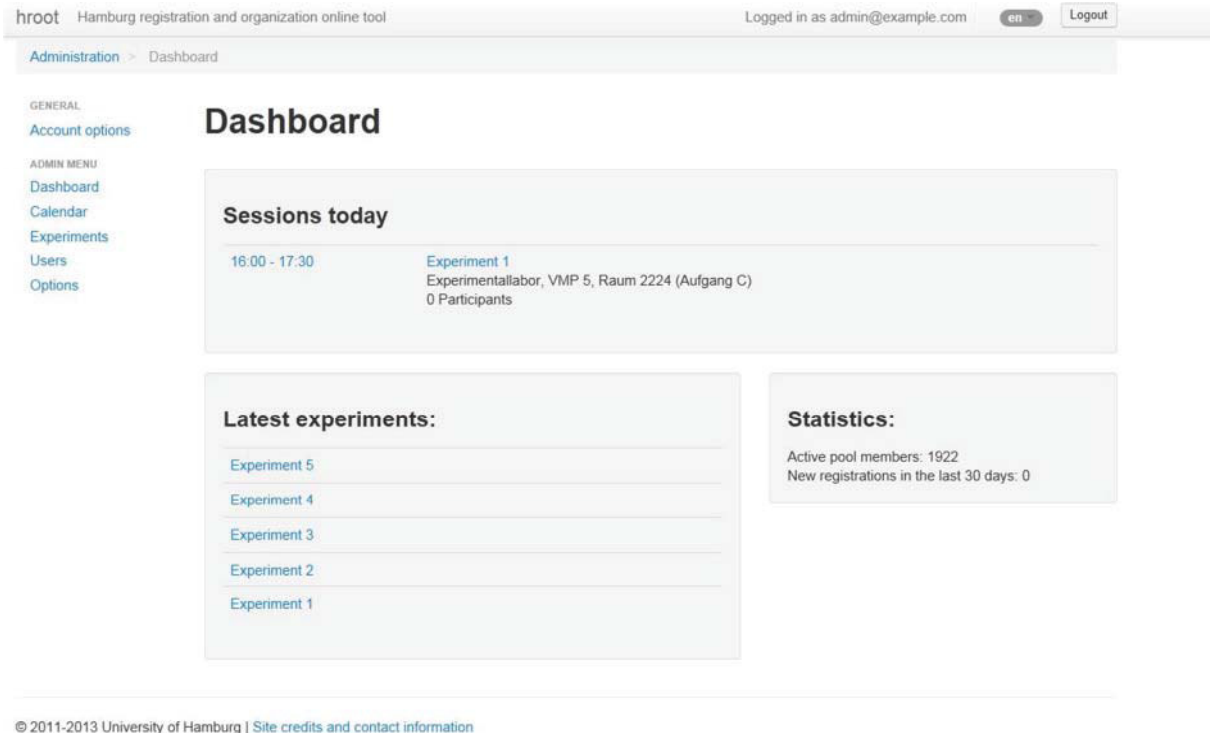 hroot Hamburg registration and organization online tool Logged in as admin@example.com en Logout
Administration > Dashboard
GENERAL
Account options
ADMIN MENU
Dashboard
Calendar
Experiments
Users
Options
Dashboard
Sessions today
16:00 - 17:30 Experiment 1
Experimentallabor, VMP 5, Raum 2224 (Aufgang C)
0 Participants
Latest experiments:
Experiment 5
Experiment 4
Experiment 3
Experiment 2
Experiment 1
Statistics:
Active pool members: 1922
New registrations in the last 30 days: 0
© 2011-2013 University of Hamburg | Site credits and contact information